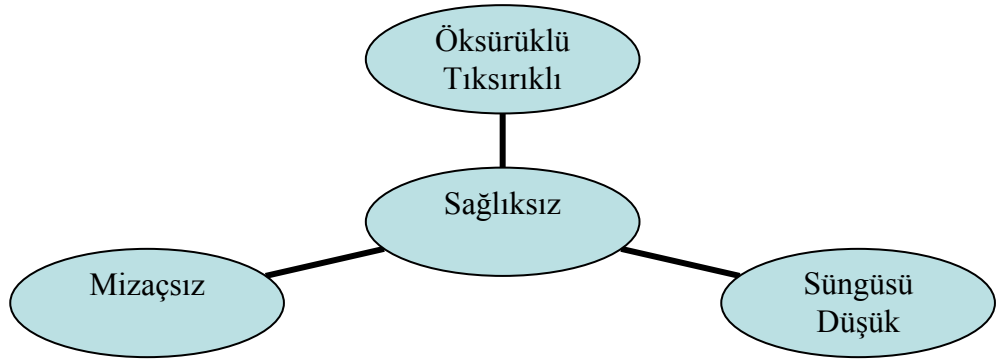 Öksürüklü
Tıksırıklı
Sağlıksız
Mizaçsız
Süngüsü
Düşük